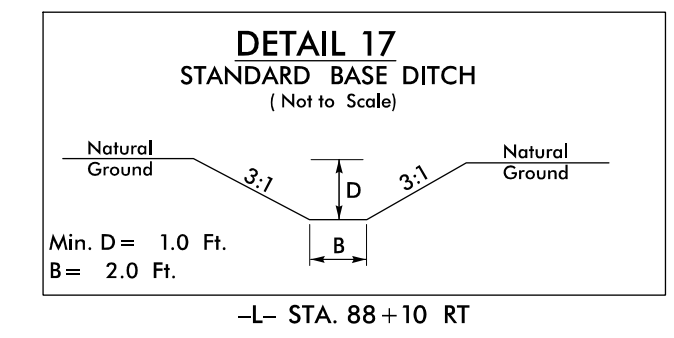 DETAIL 17
STANDARD BASE DITCH
( Not to Scale)
Natural
Ground
3:1
D
3:1
Natural
Ground
Min. D = 1.0 Ft.
B = 2.0 Ft.
B
–L– STA. 88+10 RT